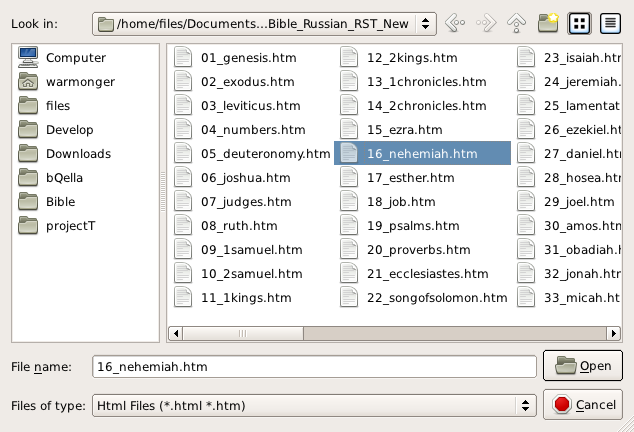 Look in: /home/files/Documents...Bible_Russian_RST_New
Computer
warmonger
files
Develop
Downloads
bQella
Bible
projectT
01_genesis.htm
02_exodus.htm
03_leviticus.htm
04_numbers.htm
05_deuteronomy.htm
06_joshua.htm
07_judges.htm
08_ruth.htm
09_1samuel.htm
10_2samuel.htm
11_1kings.htm
12_2kings.htm
13_1chronicles.htm
14_2chronicles.htm
15_ezra.htm
16_nehemiah.htm
17_esther.htm
18_job.htm
19_psalms.htm
20_proverbs.htm
21_ecclesiastes.htm
22_songofsolomon.htm
23_isaiah.htm
24_jeremiah.
25_lamentat
26_ezekiel.h
27_daniel.ht
28_hosea.ht
29_joel.htm
30_amos.htm
31_obadiah.h
32_jonah.htm
33_micah.htm
File name: 16_nehemiah.htm Open
Files of type: Html Files (*.html *.htm) Cancel